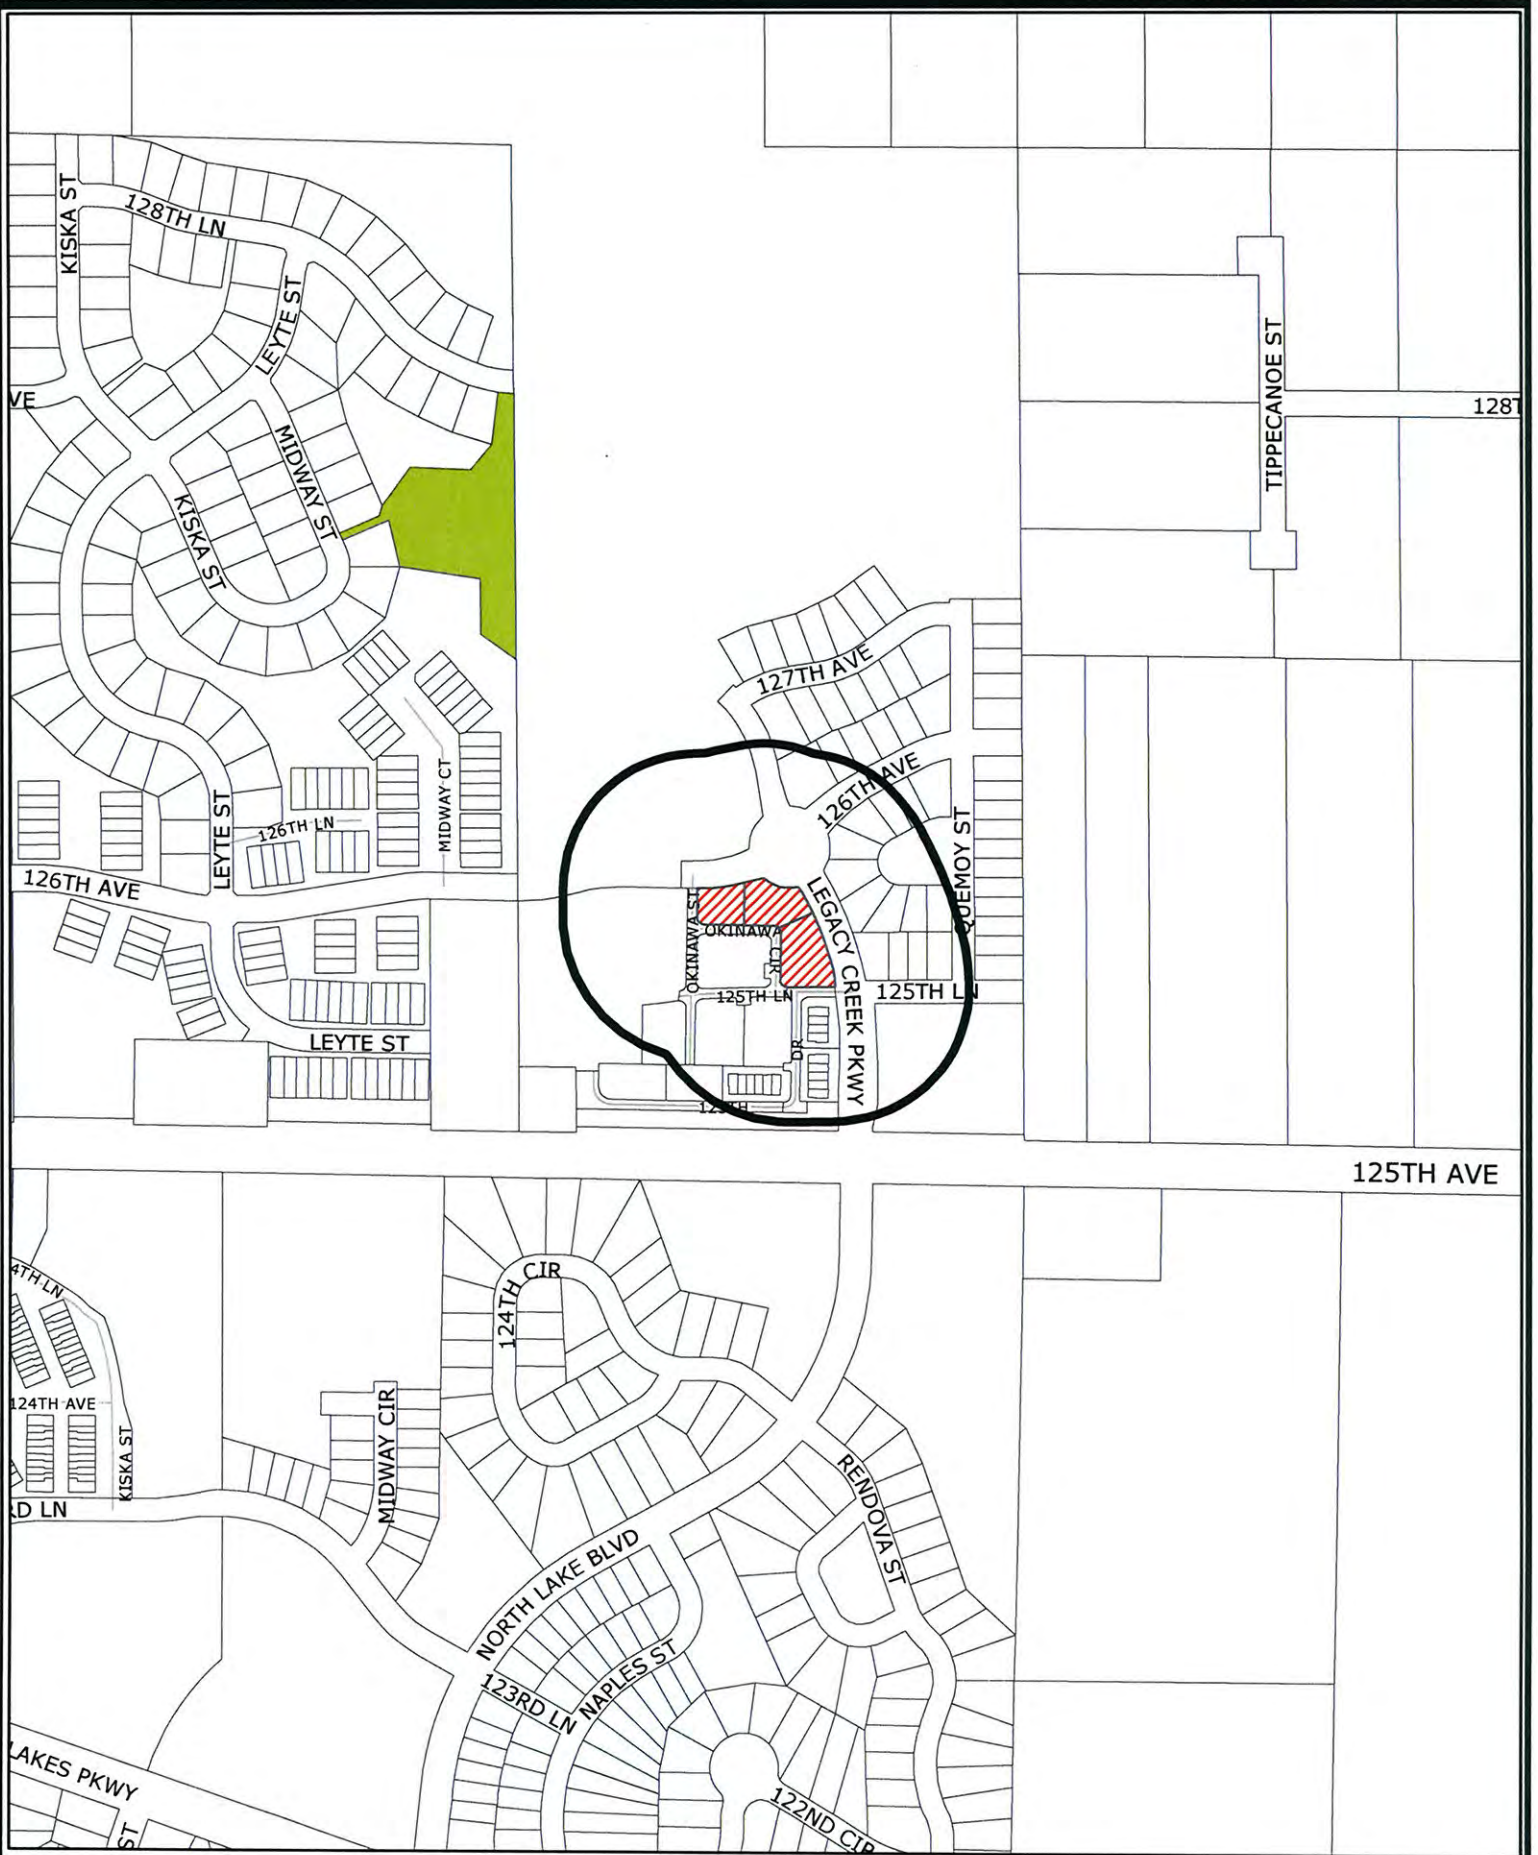 KISKA ST
128TH LN
LEYTE ST
VE
MIDWAY ST
KISKA ST
TIPPECANOE ST
128T
127TH AVE
126TH AVE
MIDWAY CT
LEYTE ST
126TH LN
126TH AVE
QUEMOY ST
LEGACY CREEK PKWY
OKINAWA ST
OKINAWA
CIR
125TH LN
125TH LN
DR
LEYTE ST
125TH
125TH AVE
4TH LN
124TH CIR
124TH AVE
KISKA ST
MIDWAY CIR
RD LN
RENDOVA ST
NORTH LAKE BLVD
NAPLES ST
123RD LN
LAKES PKWY
ST
122ND CIR